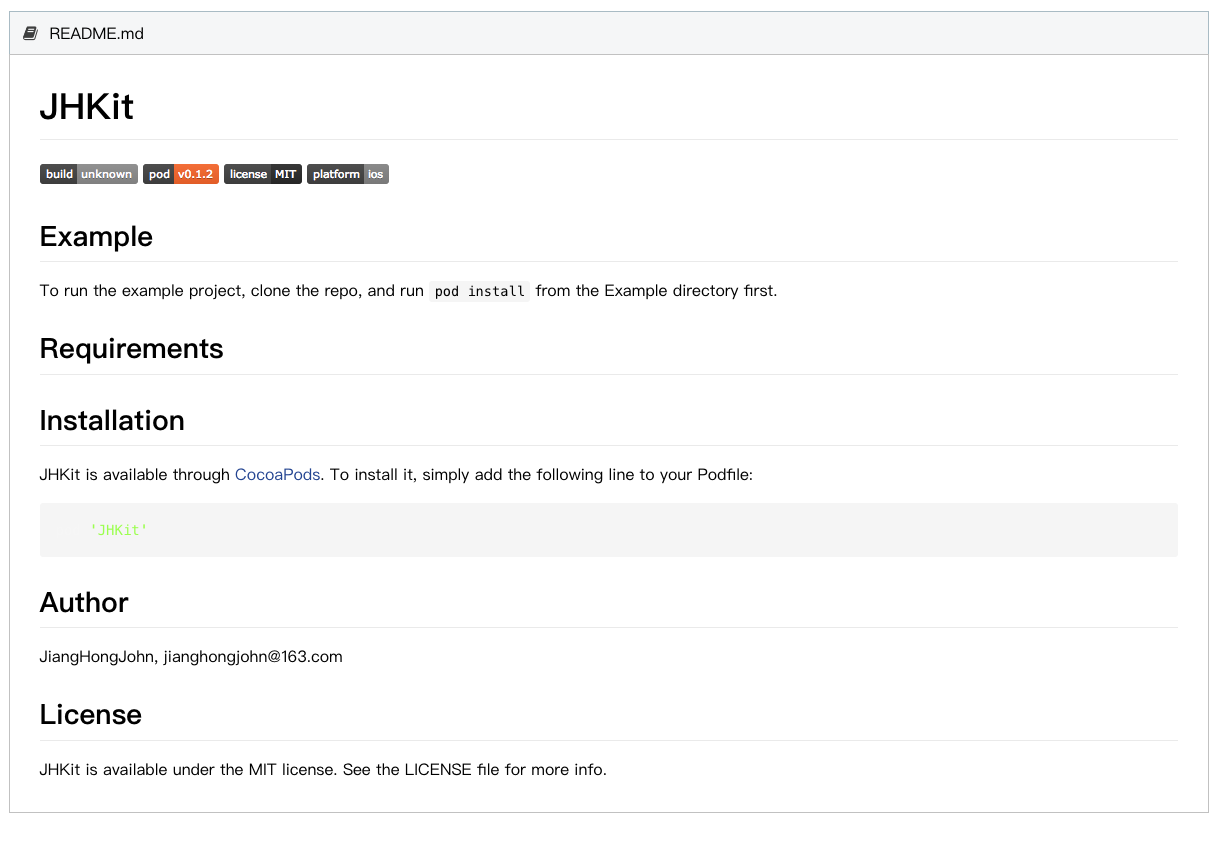 README.md
JHKit
build unknown pod v0.1.2 license MIT platform ios
Example
To run the example project, clone the repo, and run pod install from the Example directory first.
Requirements
Installation
JHKit is available through CocoaPods. To install it, simply add the following line to your Podfile:
'JHKit'
Author
JiangHongJohn, jianghongjohn@163.com
License
JHKit is available under the MIT license. See the LICENSE file for more info.